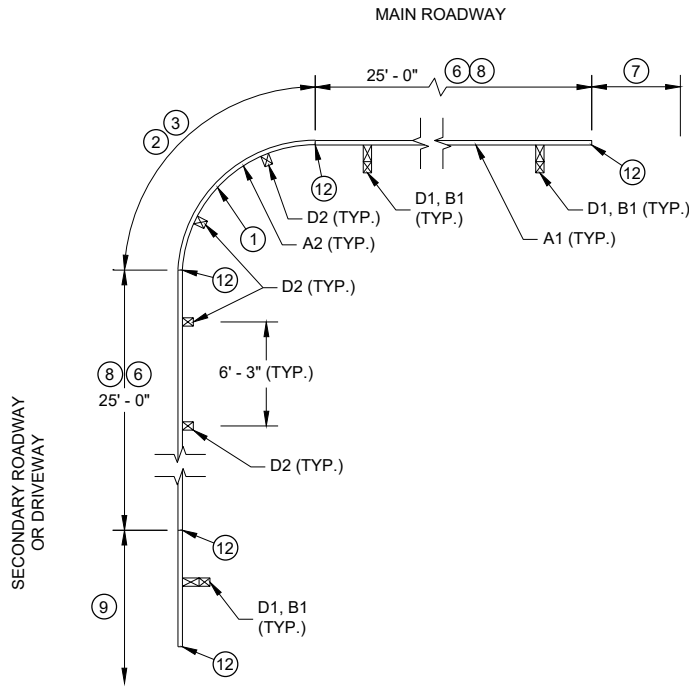 MAIN ROADWAY
25' - 0"
6 8
7
3
2
12
D1, B1
(TYP.)
12
D1, B1 (TYP.)
D2 (TYP.)
1
A2 (TYP.)
A1 (TYP.)
12
D2 (TYP.)
8 6
25' - 0"
6' - 3" (TYP.)
D2 (TYP.)
SECONDARY ROADWAY
OR DRIVEWAY
12
9
D1, B1
(TYP.)
12